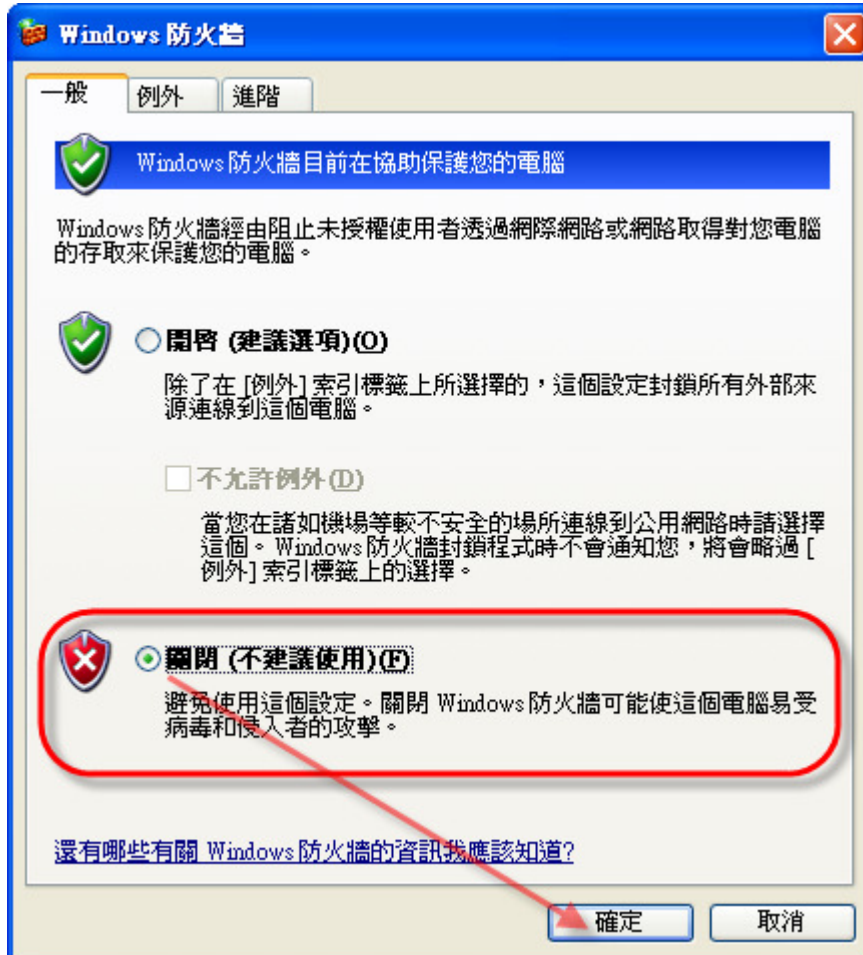 Windows 防火牆
一般
例外
進階
Windows 防火牆目前在協助保護您的電腦
Windows 防火牆經由阻止未授權使用者透過網際網路或網路取得對您電腦
的存取來保護您的電腦。
開啓 (建議選項)(O)
除了在 [例外] 索引標籤上所選擇的，這個設定封鎖所有外部來
源連線到這個電腦。
不允許例外(D)
當您在諸如機場等較不安全的場所連線到公用網路時請選擇
這個。Windows 防火牆封鎖程式時不會通知您，將會略過 [
例外] 索引標籤上的選擇。
關閉 (不建議使用)(F)
避免使用這個設定。關閉 Windows 防火牆可能使這個電腦易受
病毒和侵入者的攻擊。
還有哪些有關 Windows 防火牆的資訊我應該知道?
確定
取消